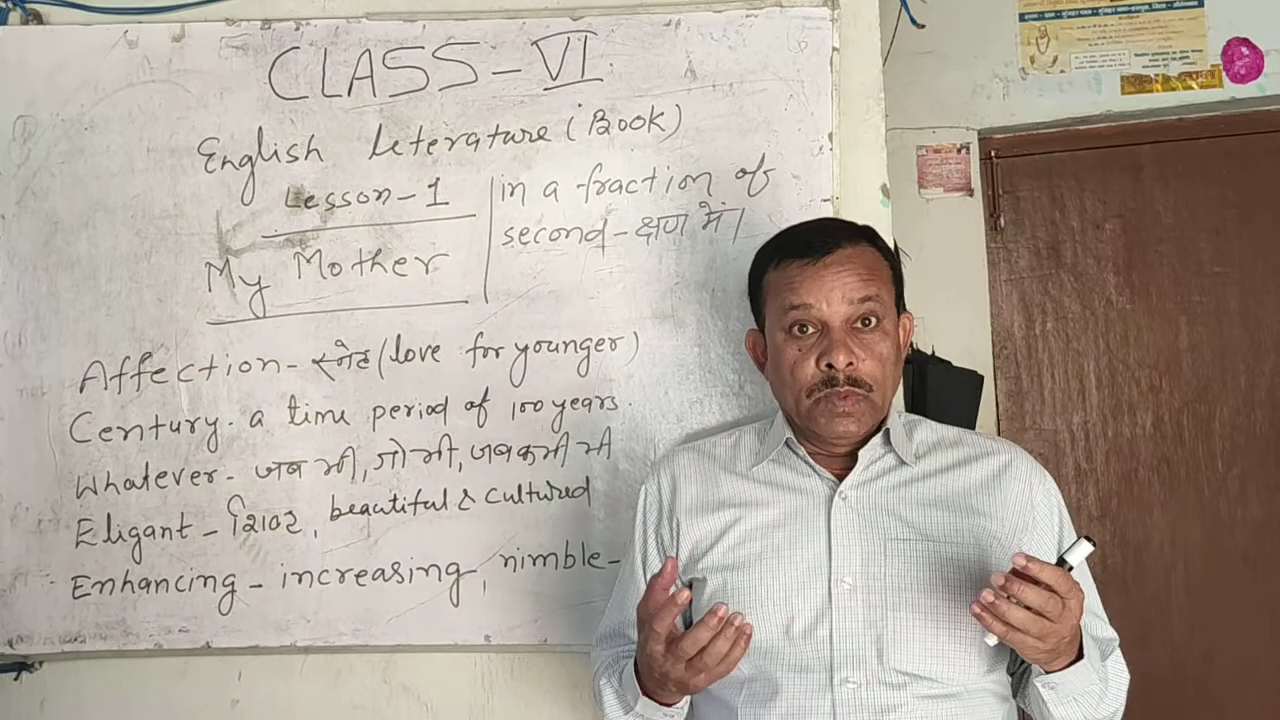 CLASS-VI
English leterature (Book)
Lesson-1
My Mother
in a fraction of
second - क्षण में।
Affection - स्नेह (love for younger)
Century - a time period of 100 years.
Whatever - जब भी, जो भी, जब कभी भी
Eligant - शिष्ट, beautiful & cultured
Enhancing - increasing, nimble-